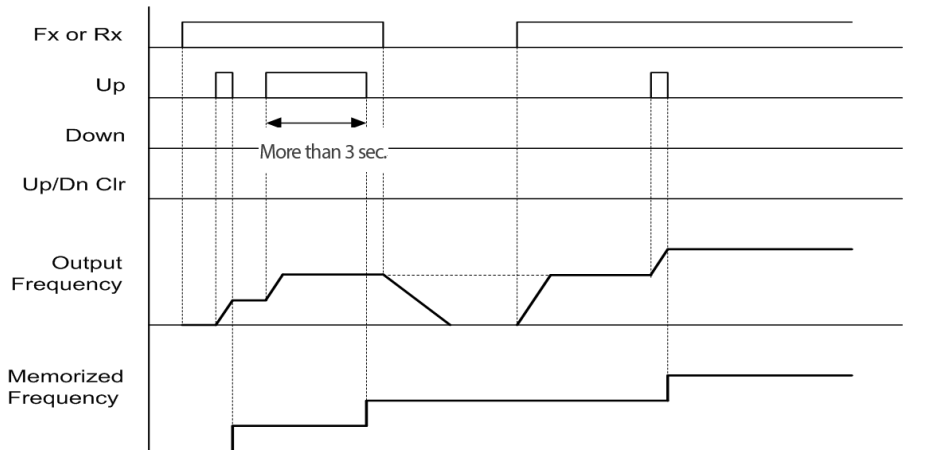 Fx or Rx
Up
Down
More than 3 sec.
Up/Dn Clr
Output
Frequency
Memorized
Frequency